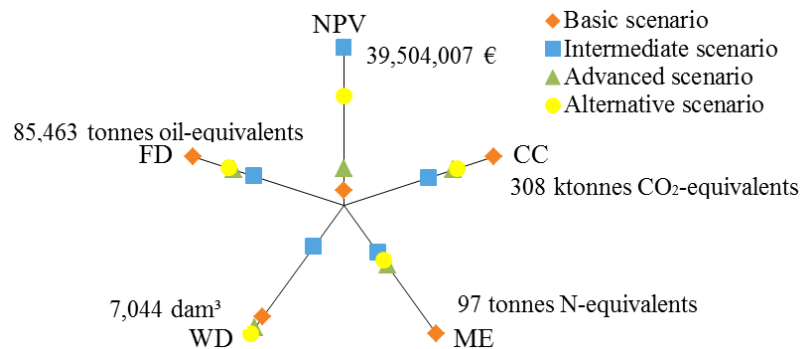 NPV
39,504,007 €
Basic scenario
Intermediate scenario
Advanced scenario
Alternative scenario
85,463 tonnes oil-equivalents
FD
CC
308 ktonnes CO₂-equivalents
7,044 dam³
WD
97 tonnes N-equivalents
ME